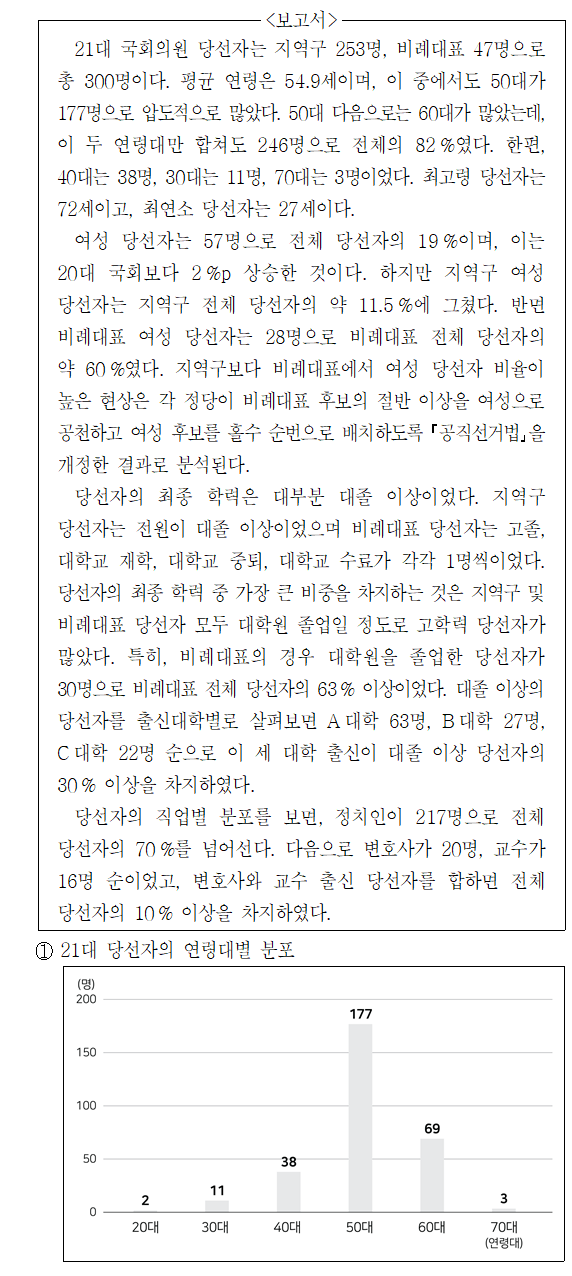 <보고서>
21대 국회의원 당선자는 지역구 253명, 비례대표 47명으로
총 300명이다. 평균 연령은 54.9세이며, 이 중에서도 50대가
177명으로 압도적으로 많았다. 50대 다음으로는 60대가 많았는데,
이 두 연령대만 합쳐도 246명으로 전체의 82 %였다. 한편,
40대는 38명, 30대는 11명, 70대는 3명이었다. 최고령 당선자는
72세이고, 최연소 당선자는 27세이다.
여성 당선자는 57명으로 전체 당선자의 19 %이며, 이는
20대 국회보다 2 %p 상승한 것이다. 하지만 지역구 여성
당선자는 지역구 전체 당선자의 약 11.5 %에 그쳤다. 반면
비례대표 여성 당선자는 28명으로 비례대표 전체 당선자의
약 60 %였다. 지역구보다 비례대표에서 여성 당선자 비율이
높은 현상은 각 정당이 비례대표 후보의 절반 이상을 여성으로
공천하고 여성 후보를 홀수 순번으로 배치하도록 『공직선거법』을
개정한 결과로 분석된다.
당선자의 최종 학력은 대부분 대졸 이상이었다. 지역구
당선자는 전원이 대졸 이상이었으며 비례대표 당선자는 고졸,
대학교 재학, 대학교 중퇴, 대학교 수료가 각각 1명씩이었다.
당선자의 최종 학력 중 가장 큰 비중을 차지하는 것은 지역구 및
비례대표 당선자 모두 대학원 졸업일 정도로 고학력 당선자가
많았다. 특히, 비례대표의 경우 대학원을 졸업한 당선자가
30명으로 비례대표 전체 당선자의 63 % 이상이었다. 대졸 이상의
당선자를 출신대학별로 살펴보면 A 대학 63명, B 대학 27명,
C 대학 22명 순으로 이 세 대학 출신이 대졸 이상 당선자의
30 % 이상을 차지하였다.
당선자의 직업별 분포를 보면, 정치인이 217명으로 전체
당선자의 70 %를 넘어선다. 다음으로 변호사가 20명, 교수가
16명 순이었고, 변호사와 교수 출신 당선자를 합하면 전체
당선자의 10 % 이상을 차지하였다.
① 21대 당선자의 연령대별 분포
(명)
200
177
150
100
69
50
38
11
2
3
0
20대 30대 40대 50대 60대 70대
(연령대)